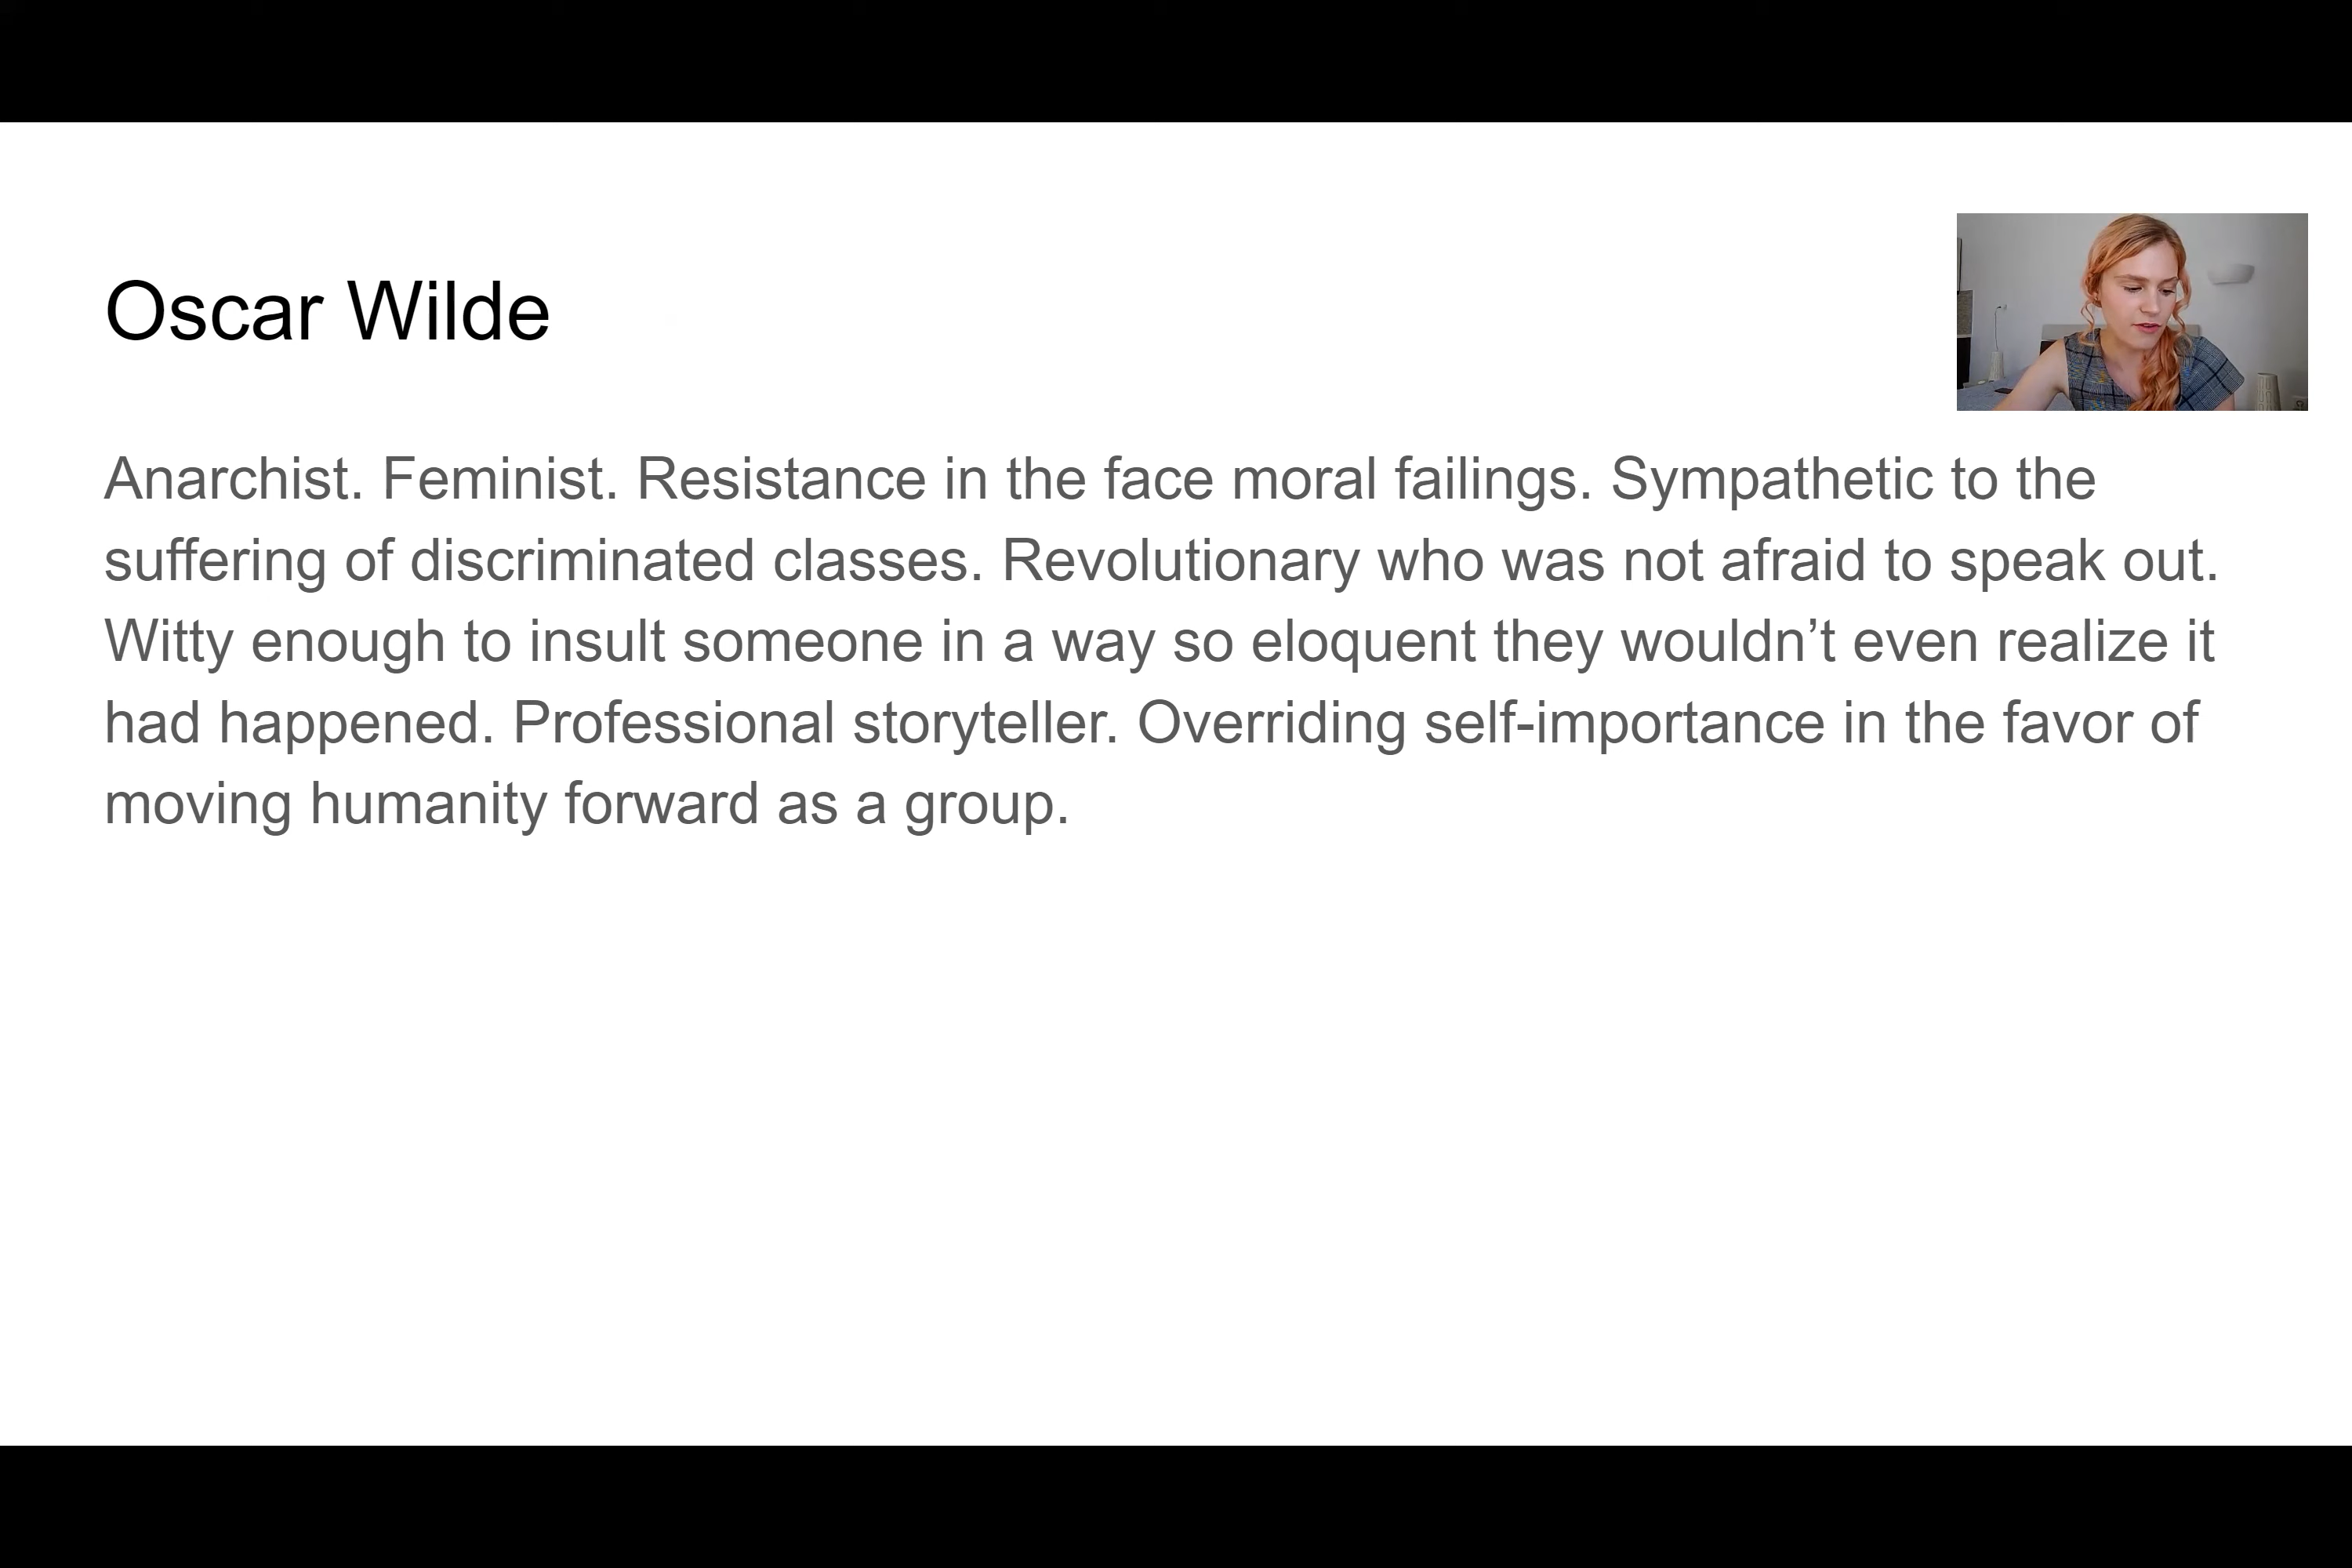 Oscar Wilde
Anarchist. Feminist. Resistance in the face moral failings. Sympathetic to the
suffering of discriminated classes. Revolutionary who was not afraid to speak out.
Witty enough to insult someone in a way so eloquent they wouldn’t even realize it
had happened. Professional storyteller. Overriding self-importance in the favor of
moving humanity forward as a group.